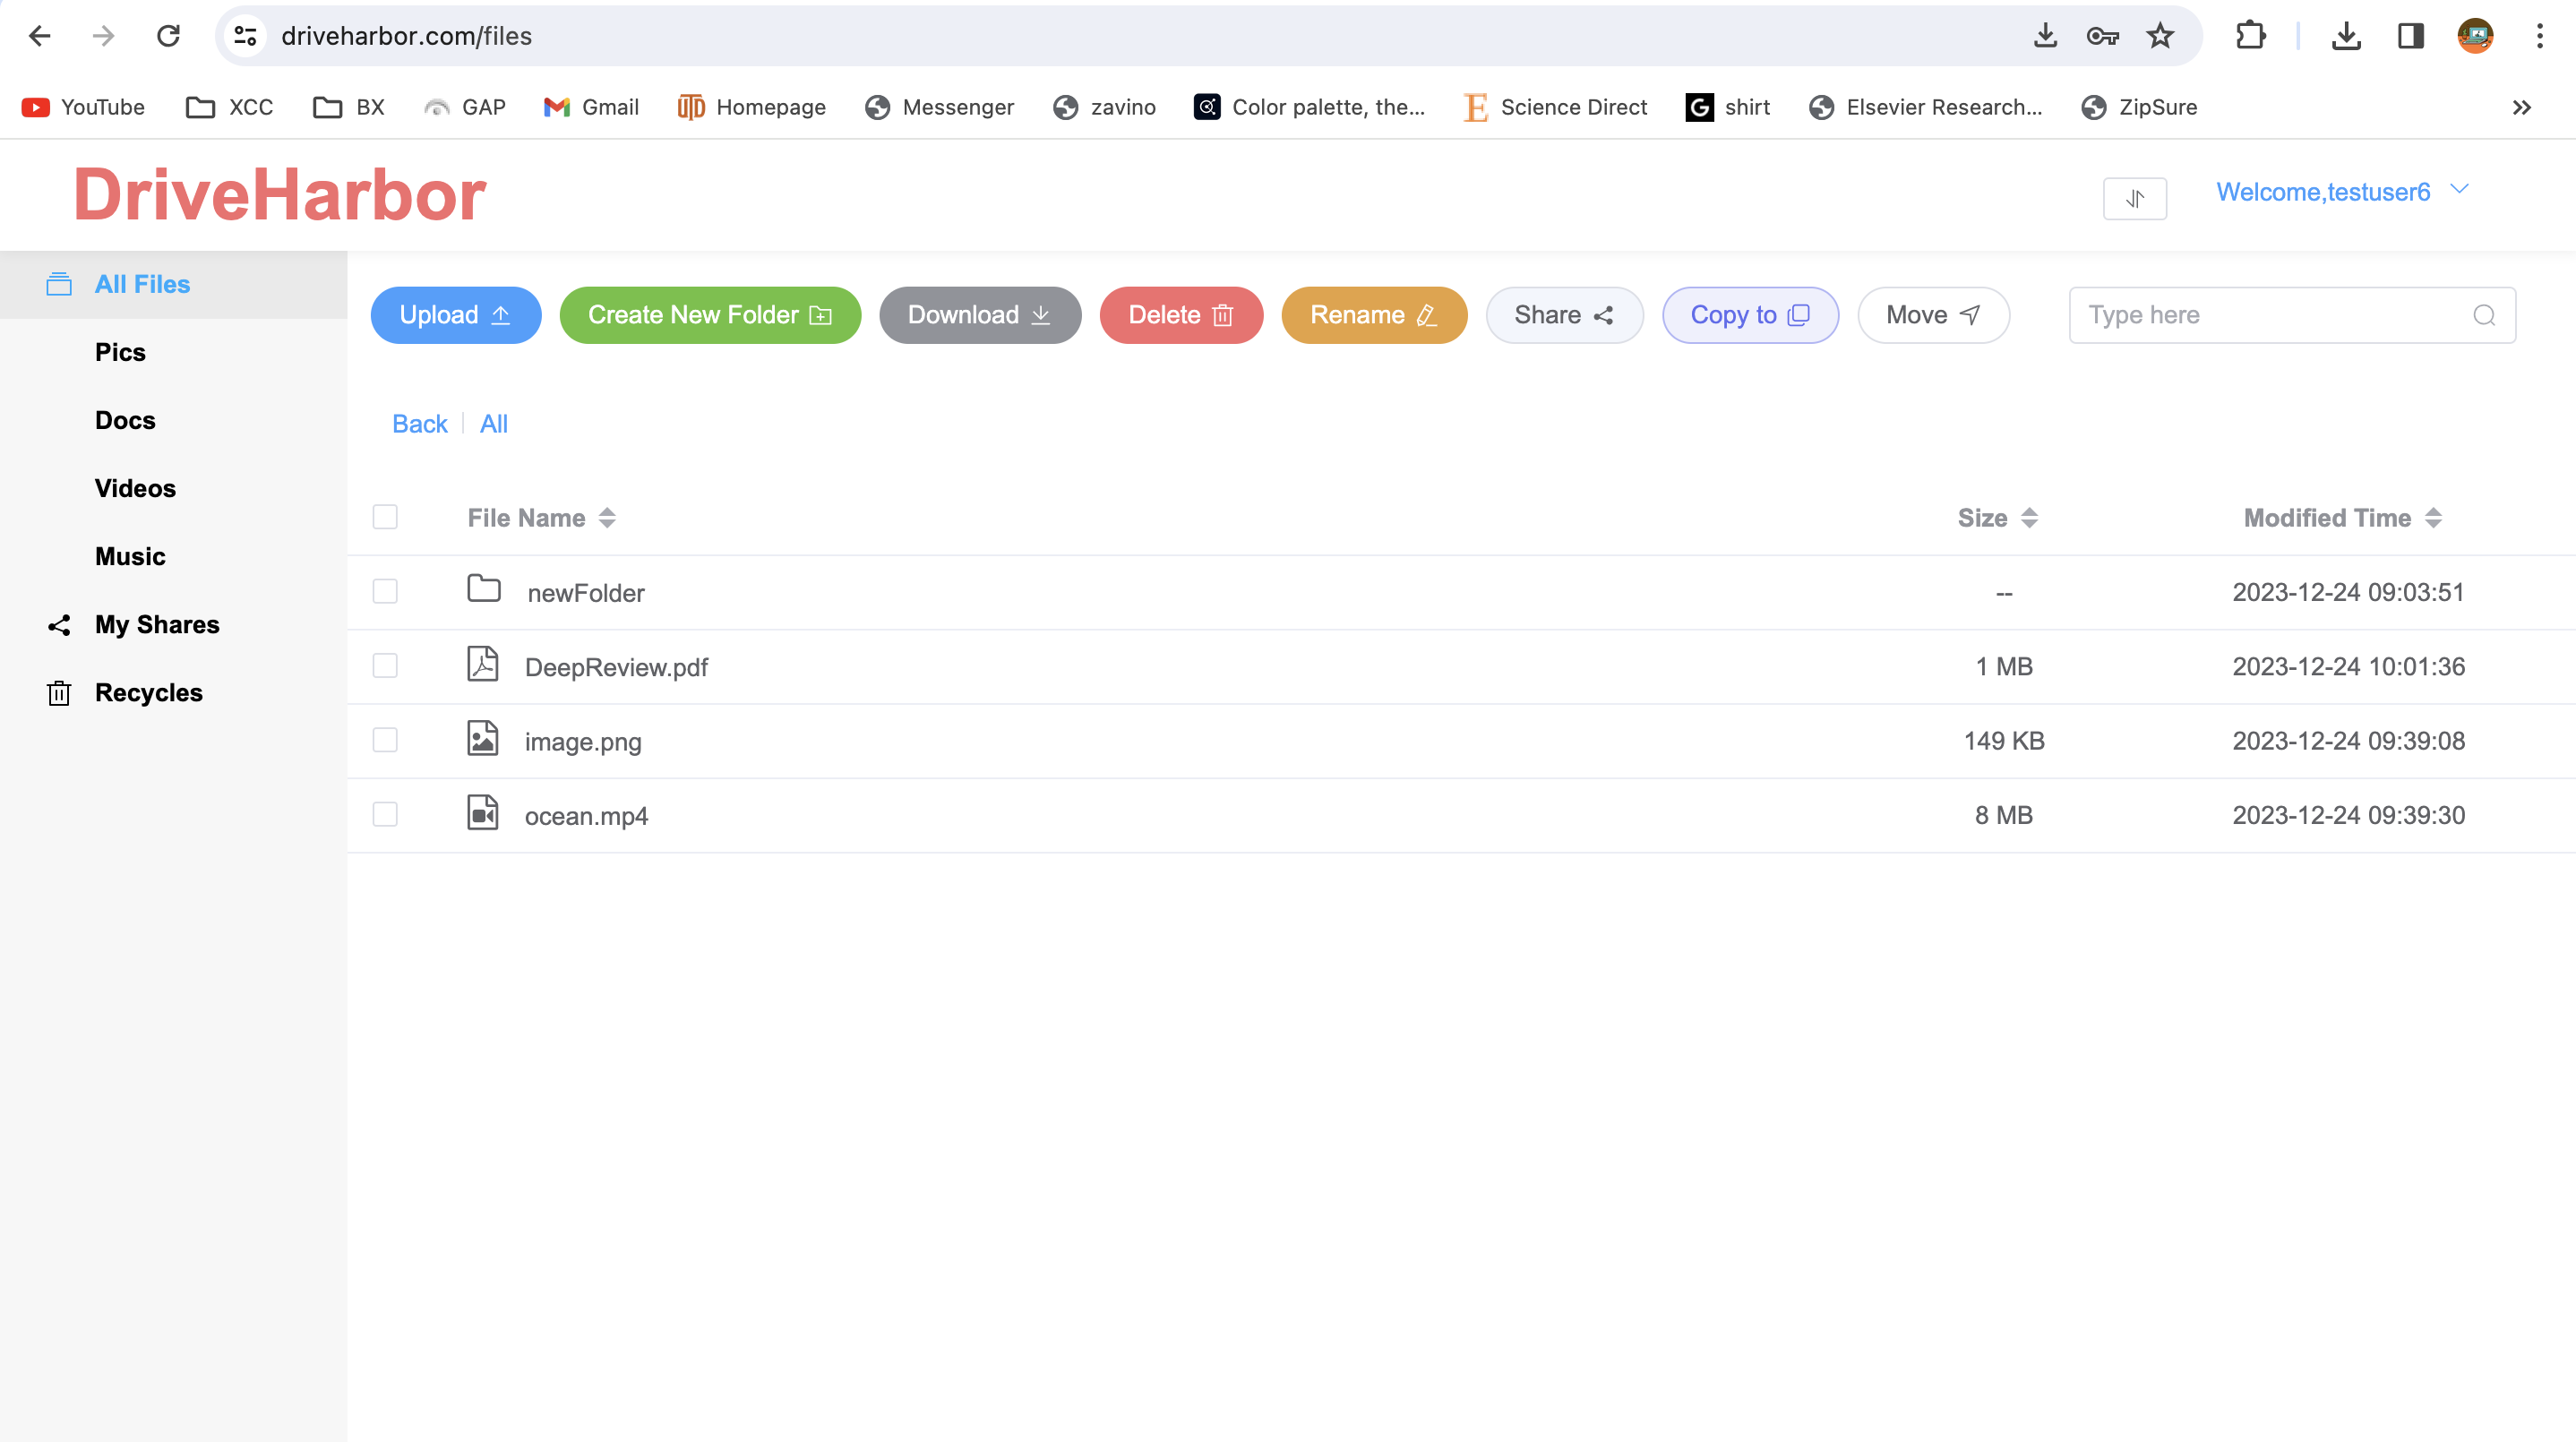 driveharbor.com/files
YouTube XCC BX GAP Gmail Homepage Messenger zavino Color palette, the... Science Direct shirt Elsevier Research... ZipSure
DriveHarbor
Welcome,testuser6
All Files
Pics
Docs
Videos
Music
My Shares
Recycles
Upload Create New Folder Download Delete Rename Share Copy to Move Type here
Back All
File Name Size Modified Time
newFolder -- 2023-12-24 09:03:51
DeepReview.pdf 1 MB 2023-12-24 10:01:36
image.png 149 KB 2023-12-24 09:39:08
ocean.mp4 8 MB 2023-12-24 09:39:30